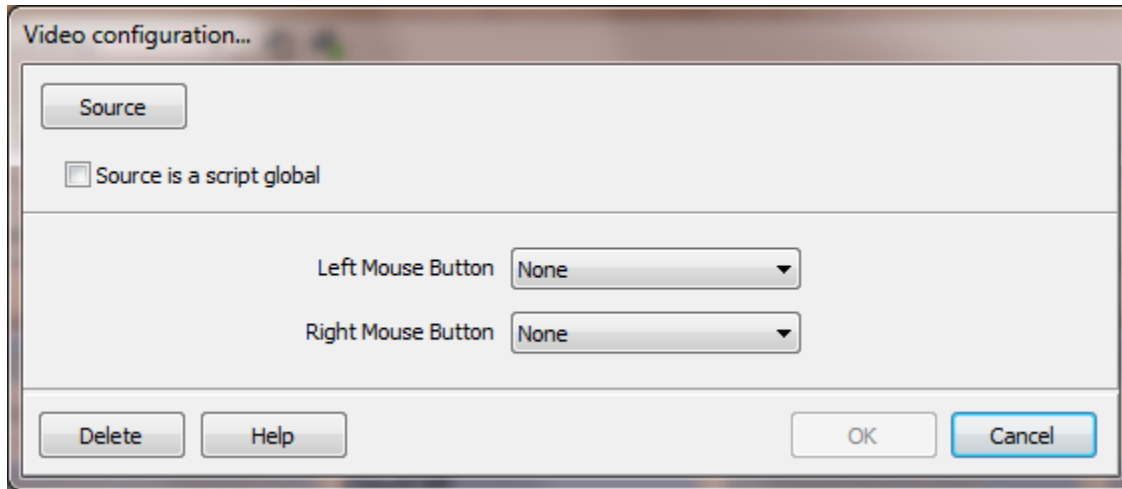 Video configuration...
Source
Source is a script global
Left Mouse Button None
Right Mouse Button None
Delete Help OK Cancel